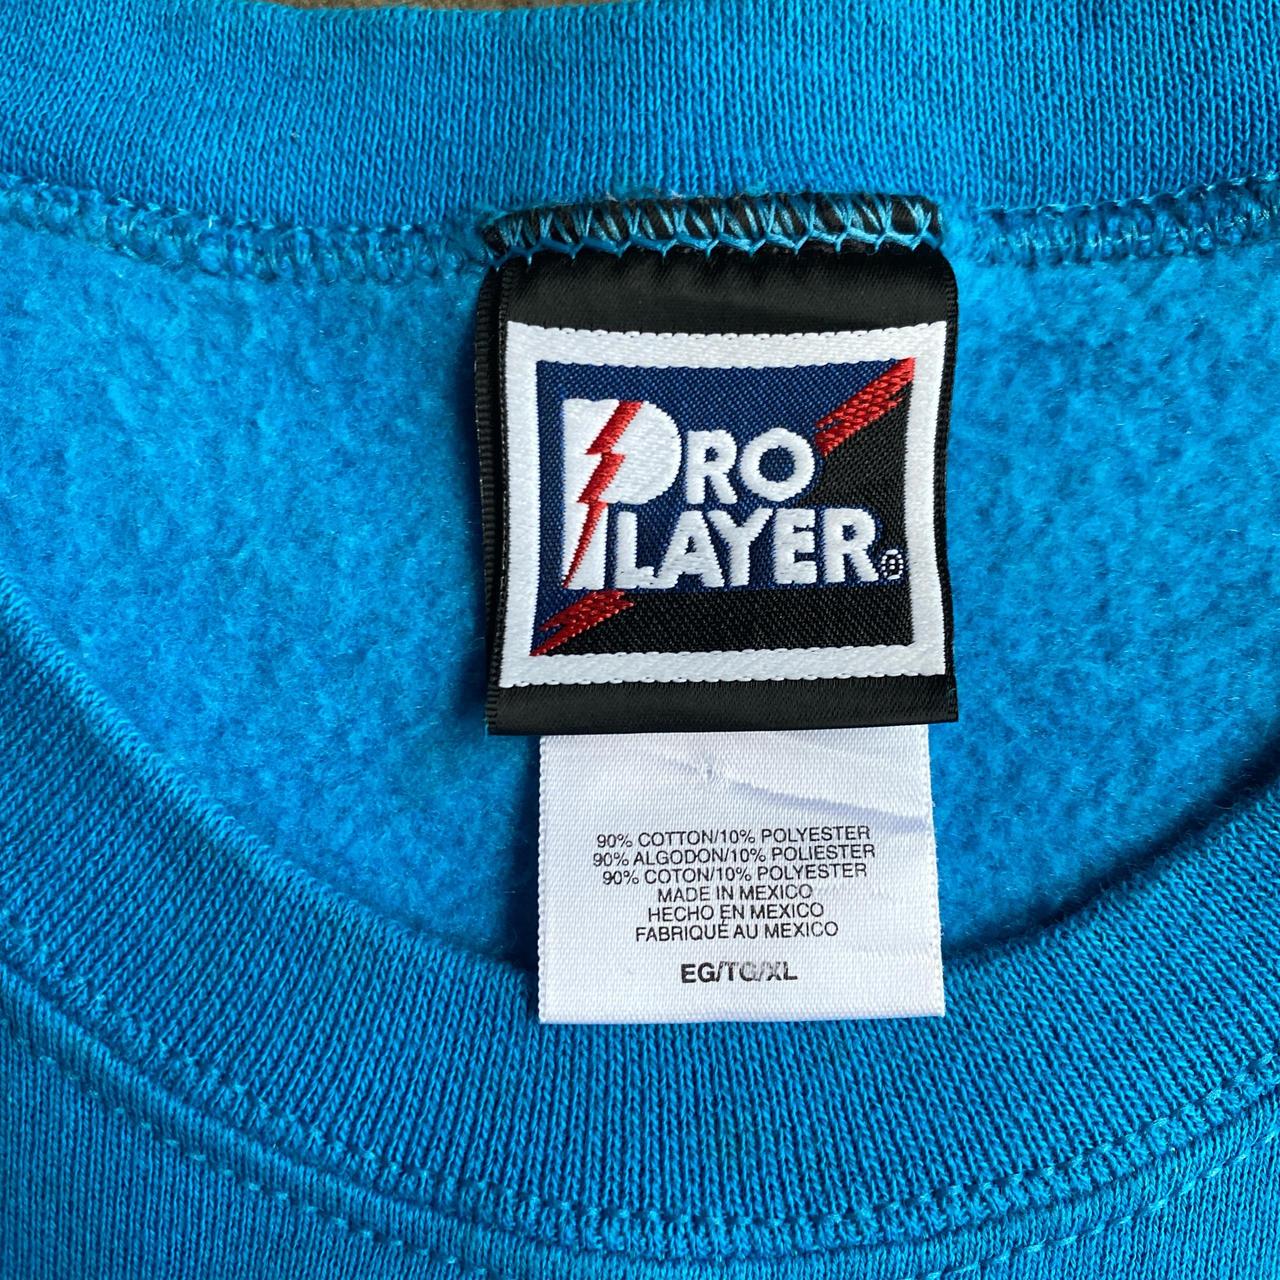 PRO
PLAYER®
90% COTTON/10% POLYESTER
90% ALGODON/10% POLIESTER
90% COTON/10% POLYESTER
MADE IN MEXICO
HECHO EN MEXICO
FABRIQUÉ AU MEXICO
EG/TG/XL